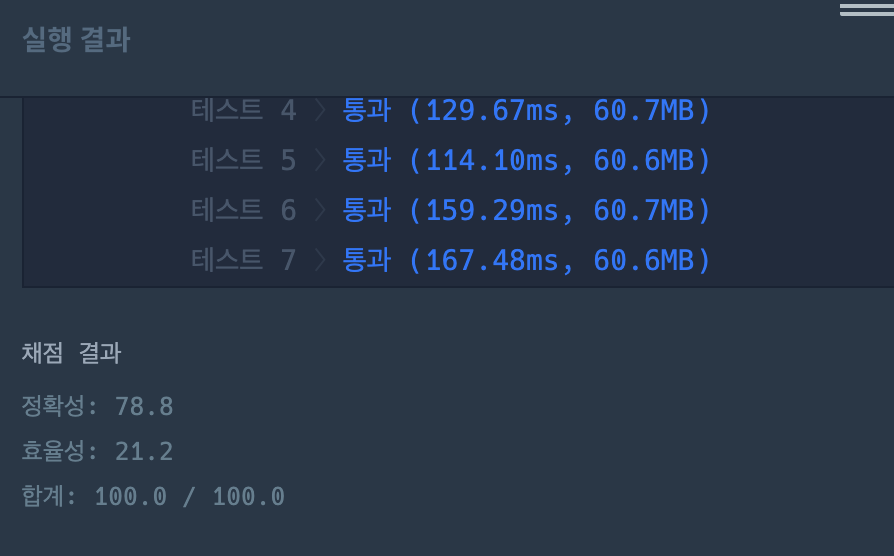 실행 결과
테스트 4 〉 통과 (129.67ms, 60.7MB)
테스트 5 〉 통과 (114.10ms, 60.6MB)
테스트 6 〉 통과 (159.29ms, 60.7MB)
테스트 7 〉 통과 (167.48ms, 60.6MB)
채점 결과
정확성: 78.8
효율성: 21.2
합계: 100.0 / 100.0